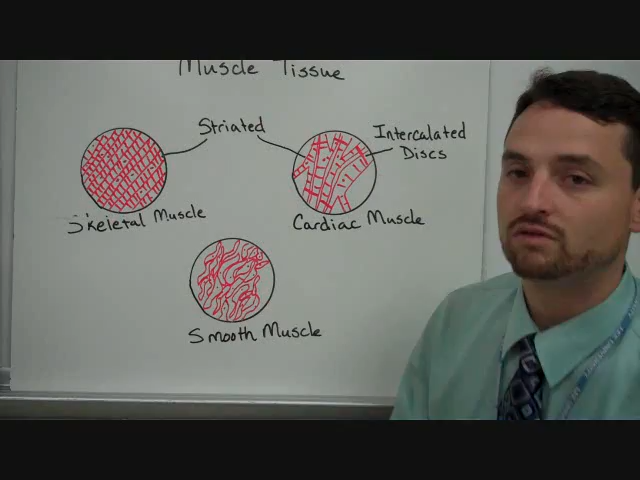 Muscle Tissue
Striated
Intercalated
Discs
Skeletal Muscle
Cardiac Muscle
Smooth Muscle